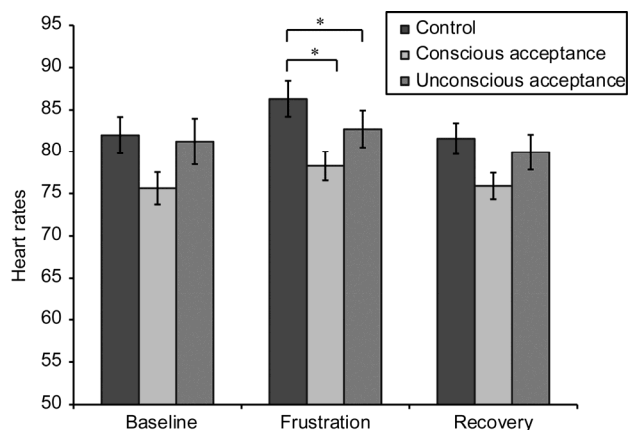 95
90
85
80
75
70
65
60
55
50
Heart rates
*
*
Control
Conscious acceptance
Unconscious acceptance
Baseline Frustration Recovery